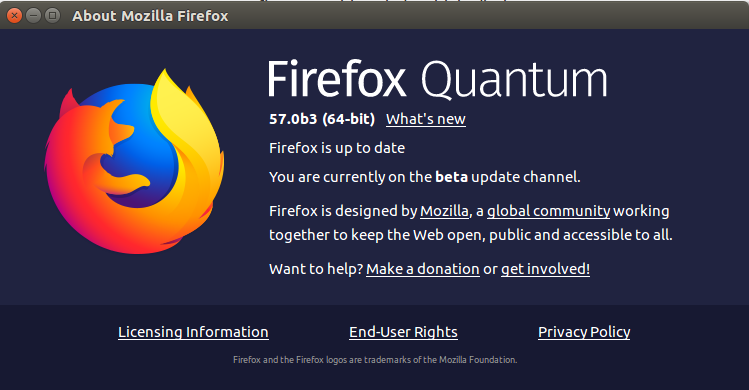 About Mozilla Firefox
Firefox Quantum
57.0b3 (64-bit) What's new
Firefox is up to date
You are currently on the beta update channel.
Firefox is designed by Mozilla, a global community working
together to keep the Web open, public and accessible to all.
Want to help? Make a donation or get involved!
Licensing Information End-User Rights Privacy Policy
Firefox and the Firefox logos are trademarks of the Mozilla Foundation.